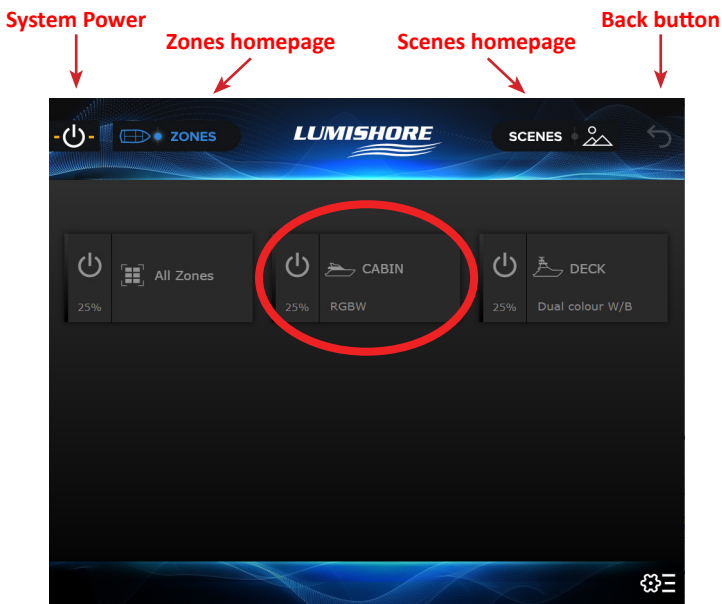 System Power
Back button
Zones homepage
Scenes homepage
ZONES
LUMISHORE
SCENES
All Zones
25%
CABIN
25%
RGBW
DECK
25%
Dual colour W/B